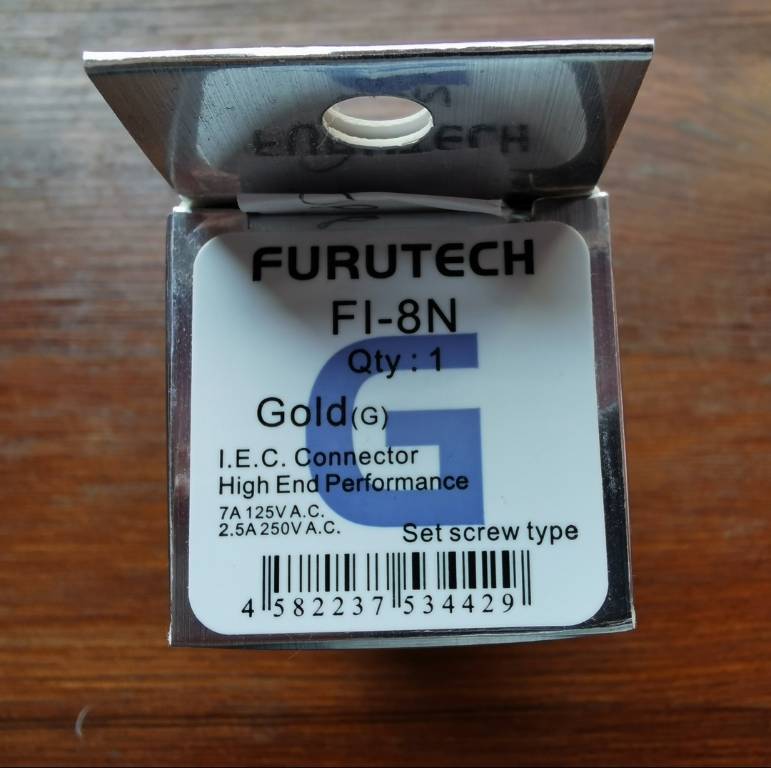 FURUTECH
FURUTECH
FI-8N
Qty : 1
G
Gold(G)
I.E.C. Connector
High End Performance
7A 125V A.C.
2.5A 250V A.C.
Set screw type
4 582237 534429